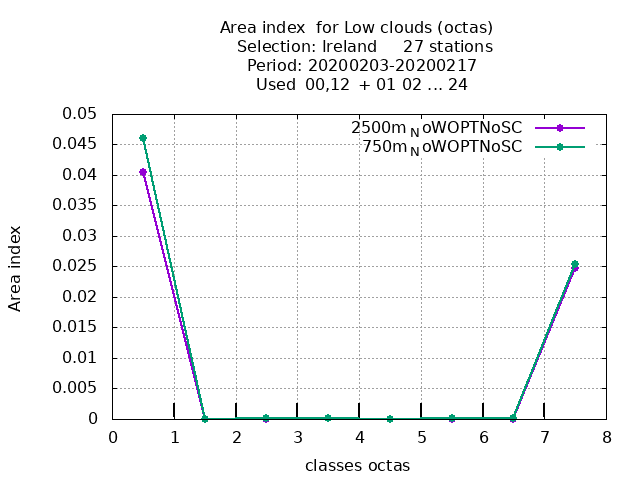 Area index  for Low clouds (octas)
Selection: Ireland     27 stations
Period: 20200203-20200217
Used  00,12  + 01 02 ... 24
2500m_NoWOPTNoSC
750m_NoWOPTNoSC
0.05
0.045
0.04
0.035
0.03
0.025
0.02
0.015
0.01
0.005
0
Area index
0 1 2 3 4 5 6 7 8
classes octas